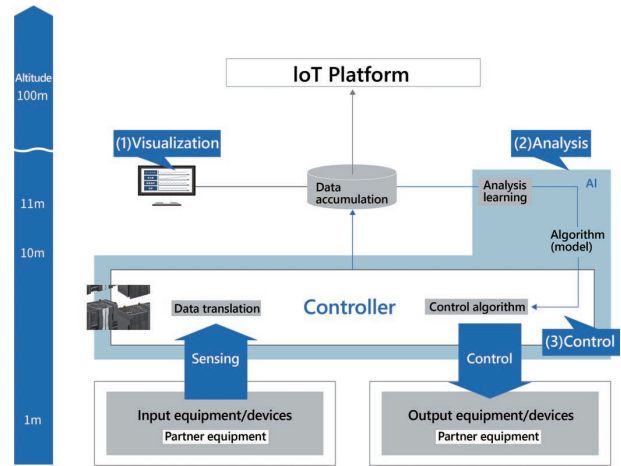 Altitude
100m
IoT Platform
(1)Visualization
(2)Analysis
AI
11m
Data
accumulation
Analysis
learning
Algorithm
(model)
10m
Data translation
Controller
Control algorithm
(3)Control
Sensing
Control
1m
Input equipment/devices
Partner equipment
Output equipment/devices
Partner equipment